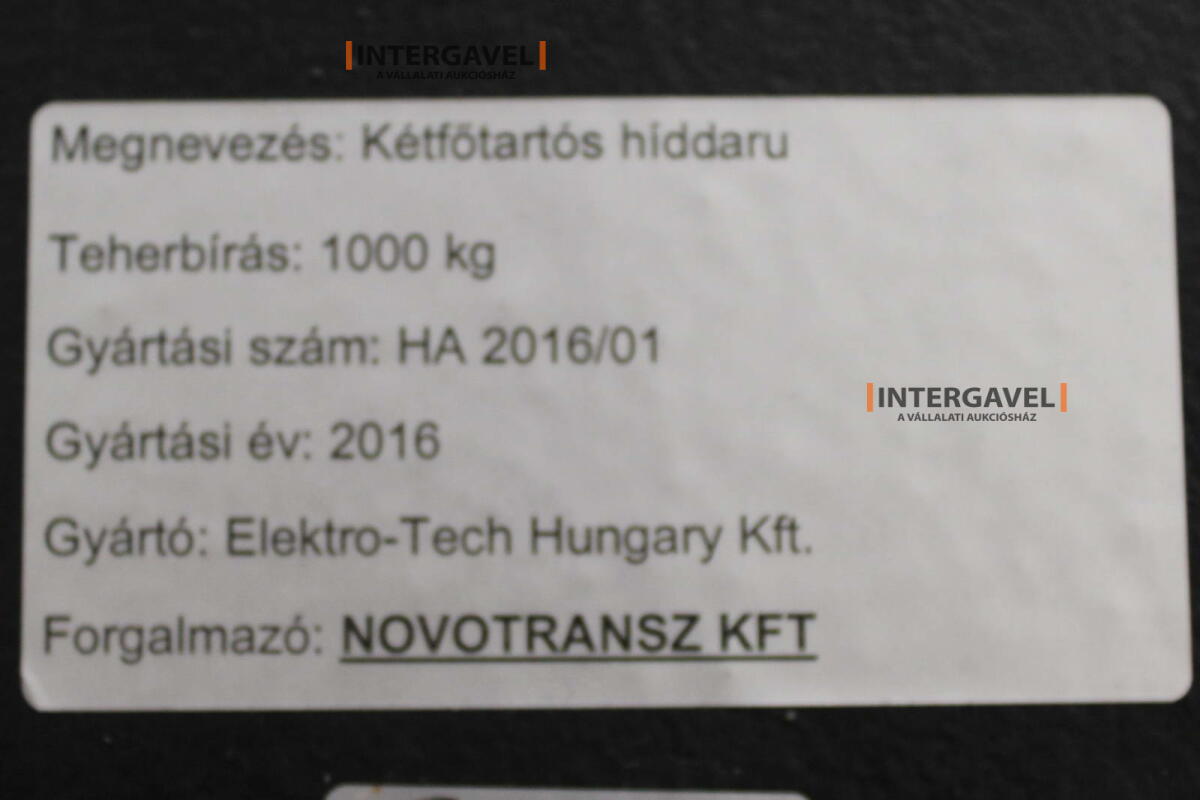 INTERGAVEL
A VÁLLALATI AUKCIÓSHÁZ
Megnevezés: Kétfőtartós híddaru
Teherbírás: 1000 kg
Gyártási szám: HA 2016/01
INTERGAVEL
A VÁLLALATI AUKCIÓSHÁZ
Gyártási év: 2016
Gyártó: Elektro-Tech Hungary Kft.
Forgalmazó: NOVOTRANSZ KFT